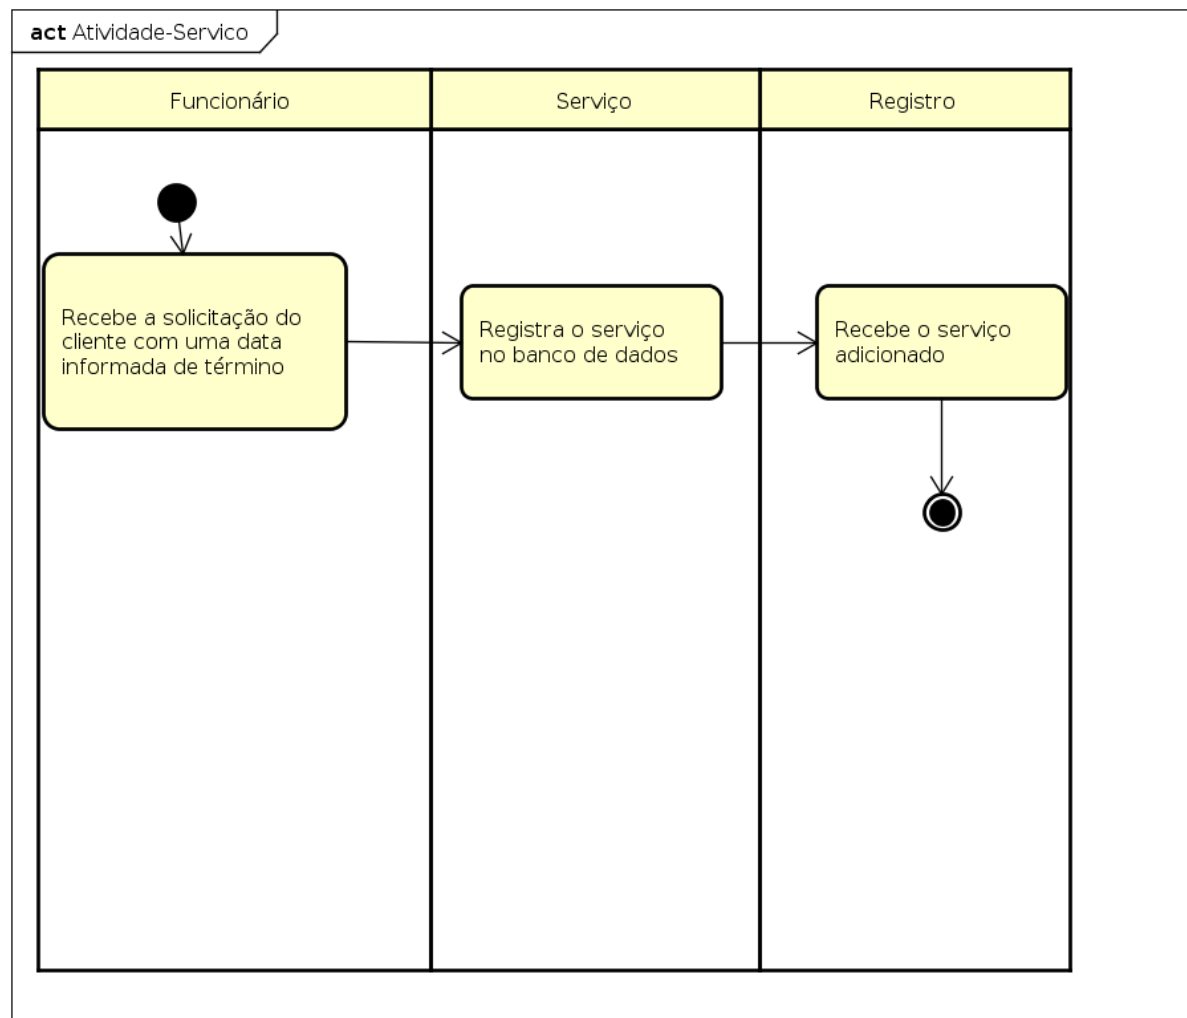 act Atividade-Servico
Funcionário
Serviço
Registro
Recebe a solicitação do
cliente com uma data
informada de término
Registra o serviço
no banco de dados
Recebe o serviço
adicionado